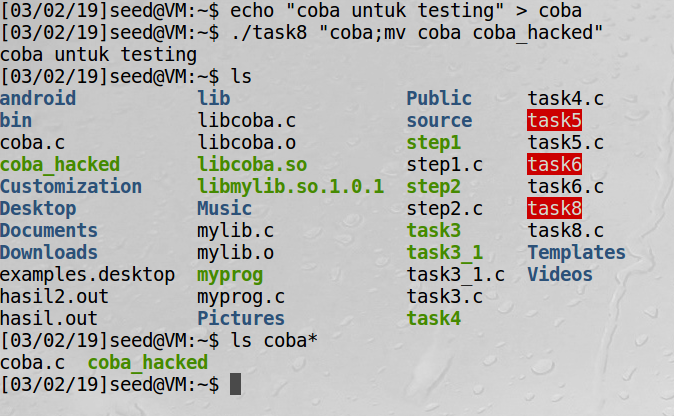 [03/02/19]seed@VM:~$ echo "coba untuk testing" > coba
[03/02/19]seed@VM:~$ ./task8 "coba;mv coba coba_hacked"
coba untuk testing
[03/02/19]seed@VM:~$ ls
android lib Public task4.c
bin libcoba.c source task5
coba.c libcoba.o step1 task5.c
coba_hacked libcoba.so step1.c task6
Customization libmylib.so.1.0.1 step2 task6.c
Desktop Music step2.c task8
Documents mylib.c task3 task8.c
Downloads mylib.o task3_1 Templates
examples.desktop myprog task3_1.c Videos
hasil2.out myprog.c task3.c
hasil.out Pictures task4
[03/02/19]seed@VM:~$ ls coba*
coba.c coba_hacked
[03/02/19]seed@VM:~$